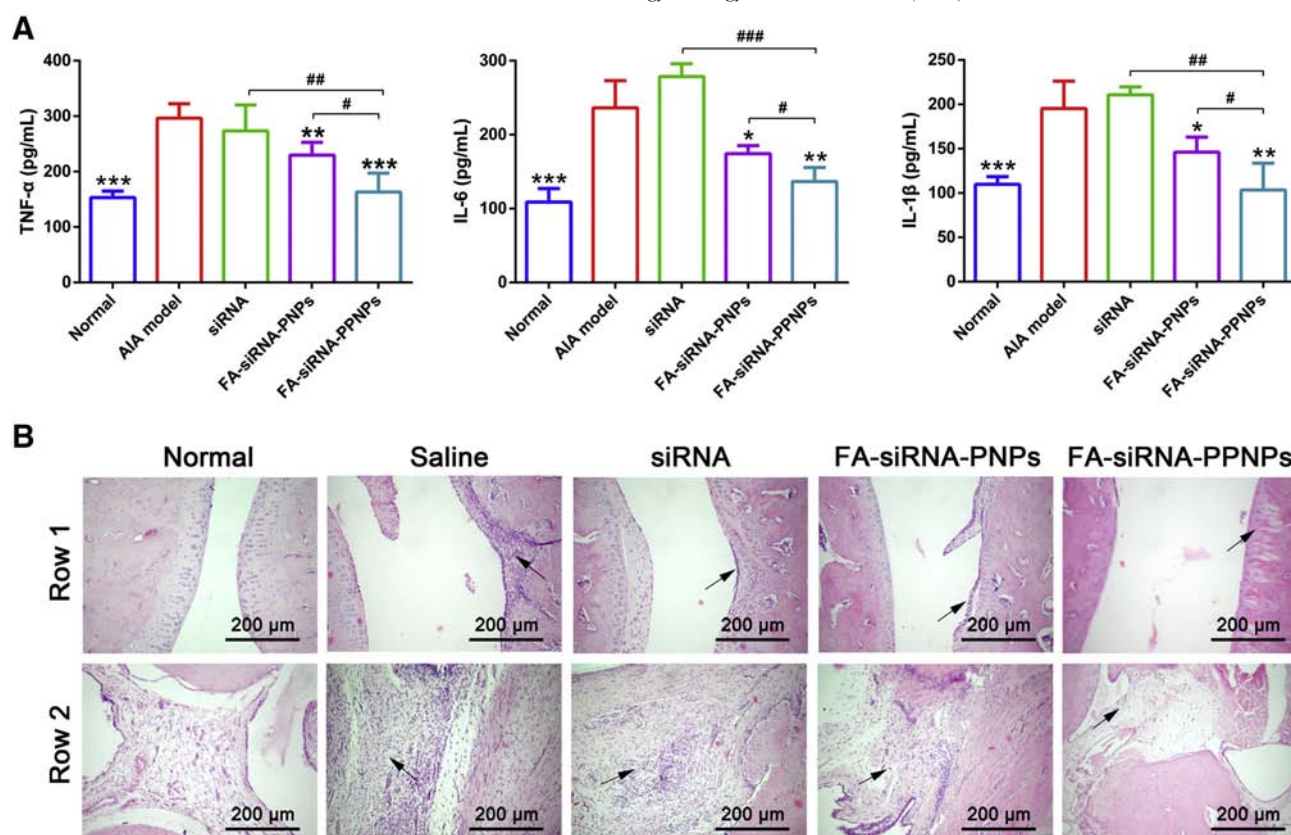 A
TNF-α (pg/mL)
400
300
200
100
0
***
**
***
##
#
Normal
AIA model
siRNA
FA-siRNA-PNPs
FA-siRNA-PPNPs
IL-6 (pg/mL)
300
200
100
0
***
*
**
###
#
Normal
AIA model
siRNA
FA-siRNA-PNPs
FA-siRNA-PPNPs
IL-1β (pg/mL)
250
200
150
100
50
0
***
*
**
##
#
Normal
AIA model
siRNA
FA-siRNA-PNPs
FA-siRNA-PPNPs
B
Normal Saline siRNA FA-siRNA-PNPs FA-siRNA-PPNPs
Row 1
200 µm 200 µm 200 µm 200 µm 200 µm
Row 2
200 µm 200 µm 200 µm 200 µm 200 µm